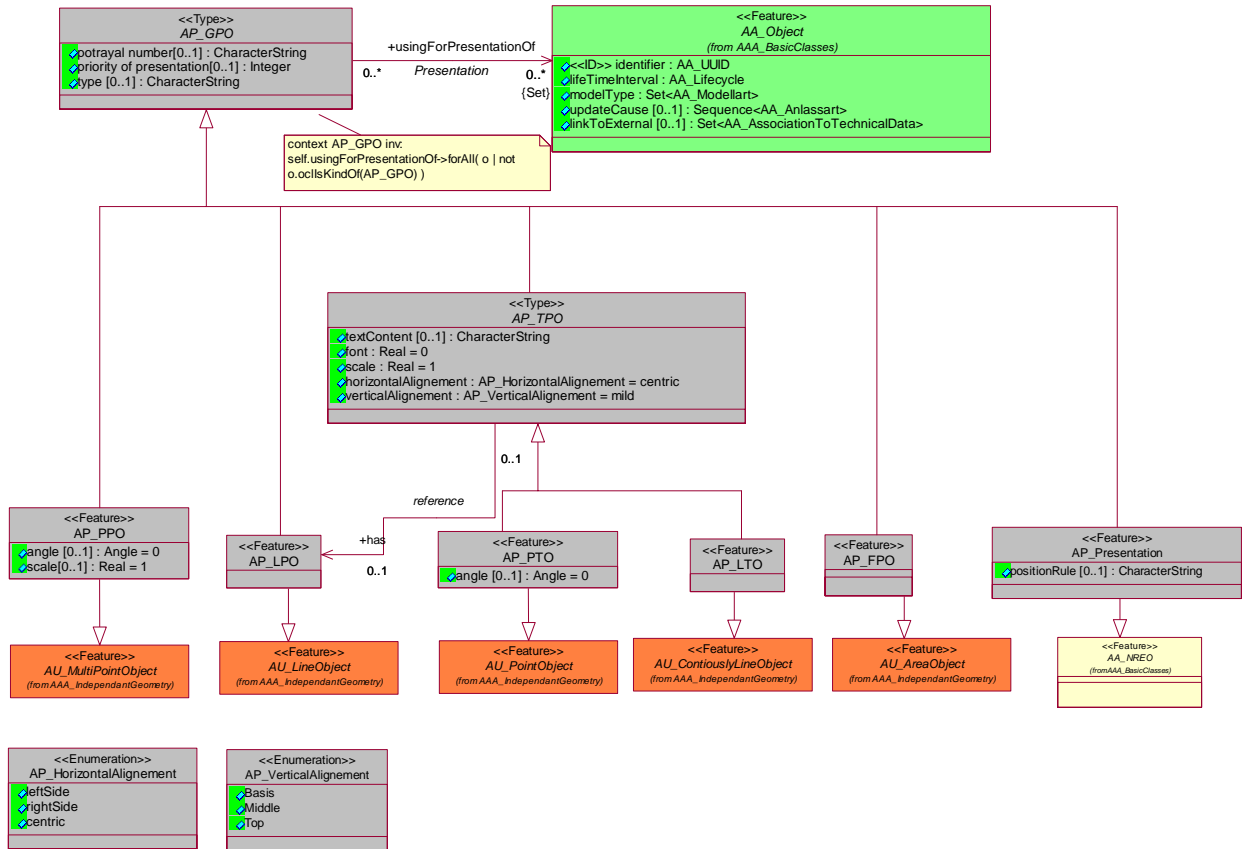 <<Type>>
AP_GPO
potrayal number[0..1] : CharacterString
priority of presentation[0..1] : Integer
type [0..1] : CharacterString
+usingForPresentationOf
0..*
Presentation
0..*
{Set}
<<Feature>>
AA_Object
(from AAA_BasicClasses)
<<ID>> identifier : AA_UUID
lifeTimeInterval : AA_Lifecycle
modelType : Set<AA_Modellart>
updateCause [0..1] : Sequence<AA_Anlassart>
linkToExternal [0..1] : Set<AA_AssociationToTechnicalData>
context AP_GPO inv:
self.usingForPresentationOf->forAll( o | not
o.oclIsKindOf(AP_GPO) )
<<Type>>
AP_TPO
textContent [0..1] : CharacterString
font : Real = 0
scale : Real = 1
horizontalAlignement : AP_HorizontalAlignement = centric
verticalAlignement : AP_VerticalAlignement = mild
0..1
reference
+has
0..1
<<Feature>>
AP_PPO
angle [0..1] : Angle = 0
scale[0..1] : Real = 1
<<Feature>>
AP_LPO
<<Feature>>
AP_PTO
angle [0..1] : Angle = 0
<<Feature>>
AP_LTO
<<Feature>>
AP_FPO
<<Feature>>
AP_Presentation
positionRule [0..1] : CharacterString
<<Feature>>
AU_MultiPointObject
(from AAA_IndependantGeometry)
<<Feature>>
AU_LineObject
(from AAA_IndependantGeometry)
<<Feature>>
AU_PointObject
(from AAA_IndependantGeometry)
<<Feature>>
AU_ContiouslyLineObject
(from AAA_IndependantGeometry)
<<Feature>>
AU_AreaObject
(from AAA_IndependantGeometry)
<<Feature>>
AA_NREO
(fromAAA_BasicClasses)
<<Enumeration>>
AP_HorizontalAlignement
leftSide
rightSide
centric
<<Enumeration>>
AP_VerticalAlignement
Basis
Middle
Top